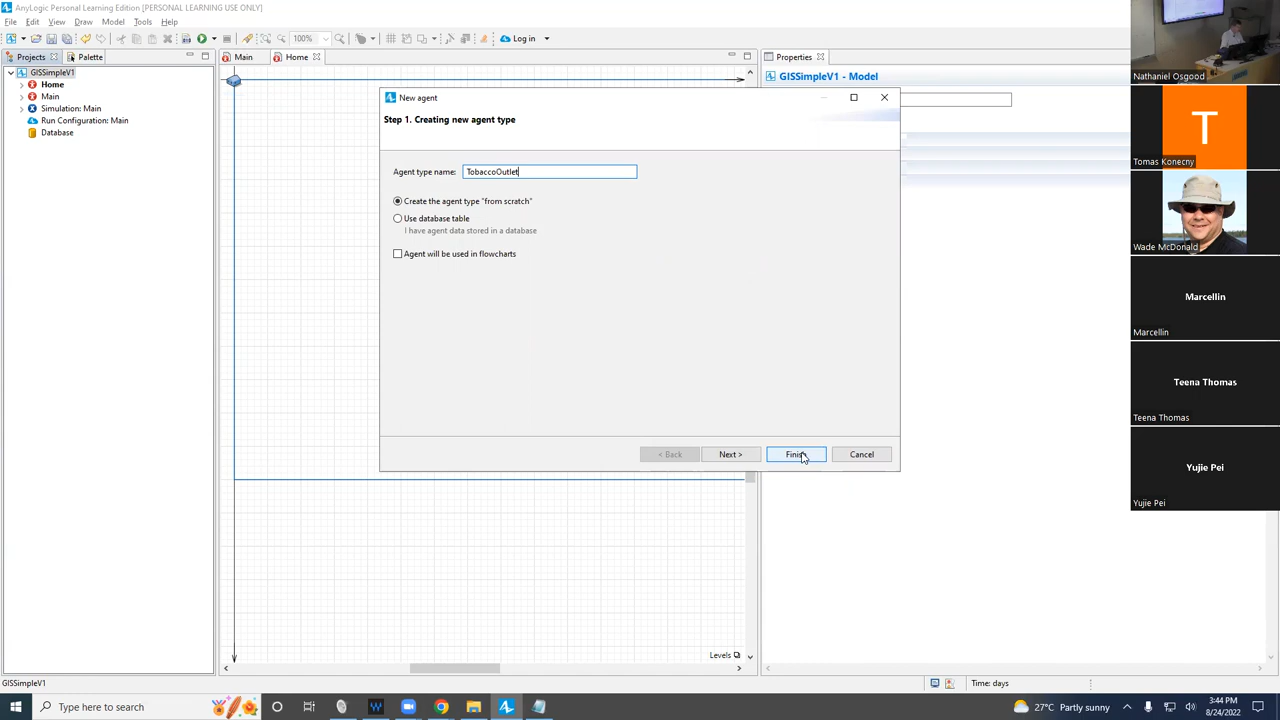 AnyLogic Personal Learning Edition [PERSONAL LEARNING USE ONLY]
File Edit View Draw Model Tools Help
100% Log in
Projects Palette
Main Home
Properties
GISSimpleV1
Home
Main
Simulation: Main
Run Configuration: Main
Database
GISSimpleV1 - Model
New agent
Step 1. Creating new agent type
Agent type name: TobaccoOutlet
Create the agent type "from scratch"
Use database table
I have agent data stored in a database
Agent will be used in flowcharts
< Back Next > Finish Cancel
Levels
GISSimpleV1
Time: days
Nathaniel Osgood
T
Tomas Konecny
Wade McDonald
Marcellin
Marcellin
Teena Thomas
Teena Thomas
Yujie Pei
Yujie Pei
Type here to search
W
27°C Partly sunny
3:44 PM
8/24/2022